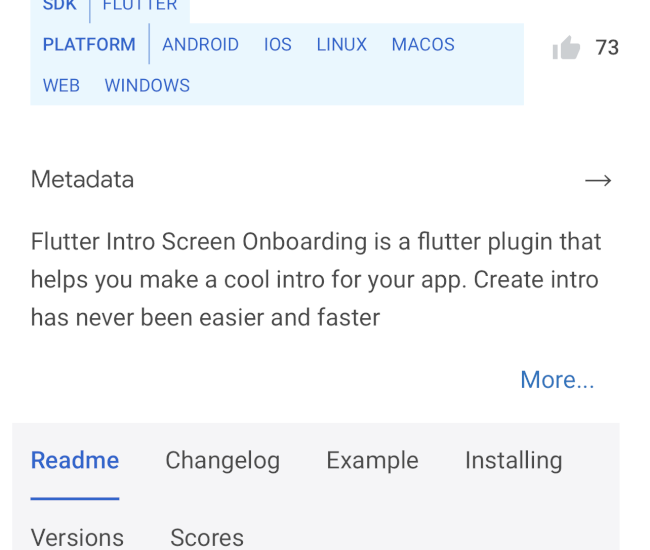 SDK FLUTTER
PLATFORM ANDROID IOS LINUX MACOS
73
WEB WINDOWS
Metadata →
Flutter Intro Screen Onboarding is a flutter plugin that
helps you make a cool intro for your app. Create intro
has never been easier and faster
More...
Readme Changelog Example Installing
Versions Scores